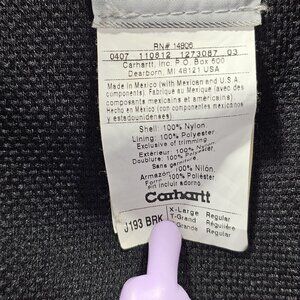 RN# 14806
0407 110612 1273087 03
Carhartt, Inc. P.O. Box 600
Dearborn, MI 48121 USA
Made in Mexico (with Mexican and U.S.A.
components). Fabriqué au Mexique (avec des
composants mexicains et américains).
Hecho en México (con componentes mexicanos
y estadounidenses).
Shell: 100% Nylon
Lining: 100% Polyester
Exclusive of trimming
Extérieur: 100% Nylon
Doublure: 100%
Sans garniture
Armazón: 100% Nilón
Forro: 100% Poliéster
sin incluir adorno
Carhartt
J193 BRK
X-Large Regular
T-Grand Régulière
Grande Regular